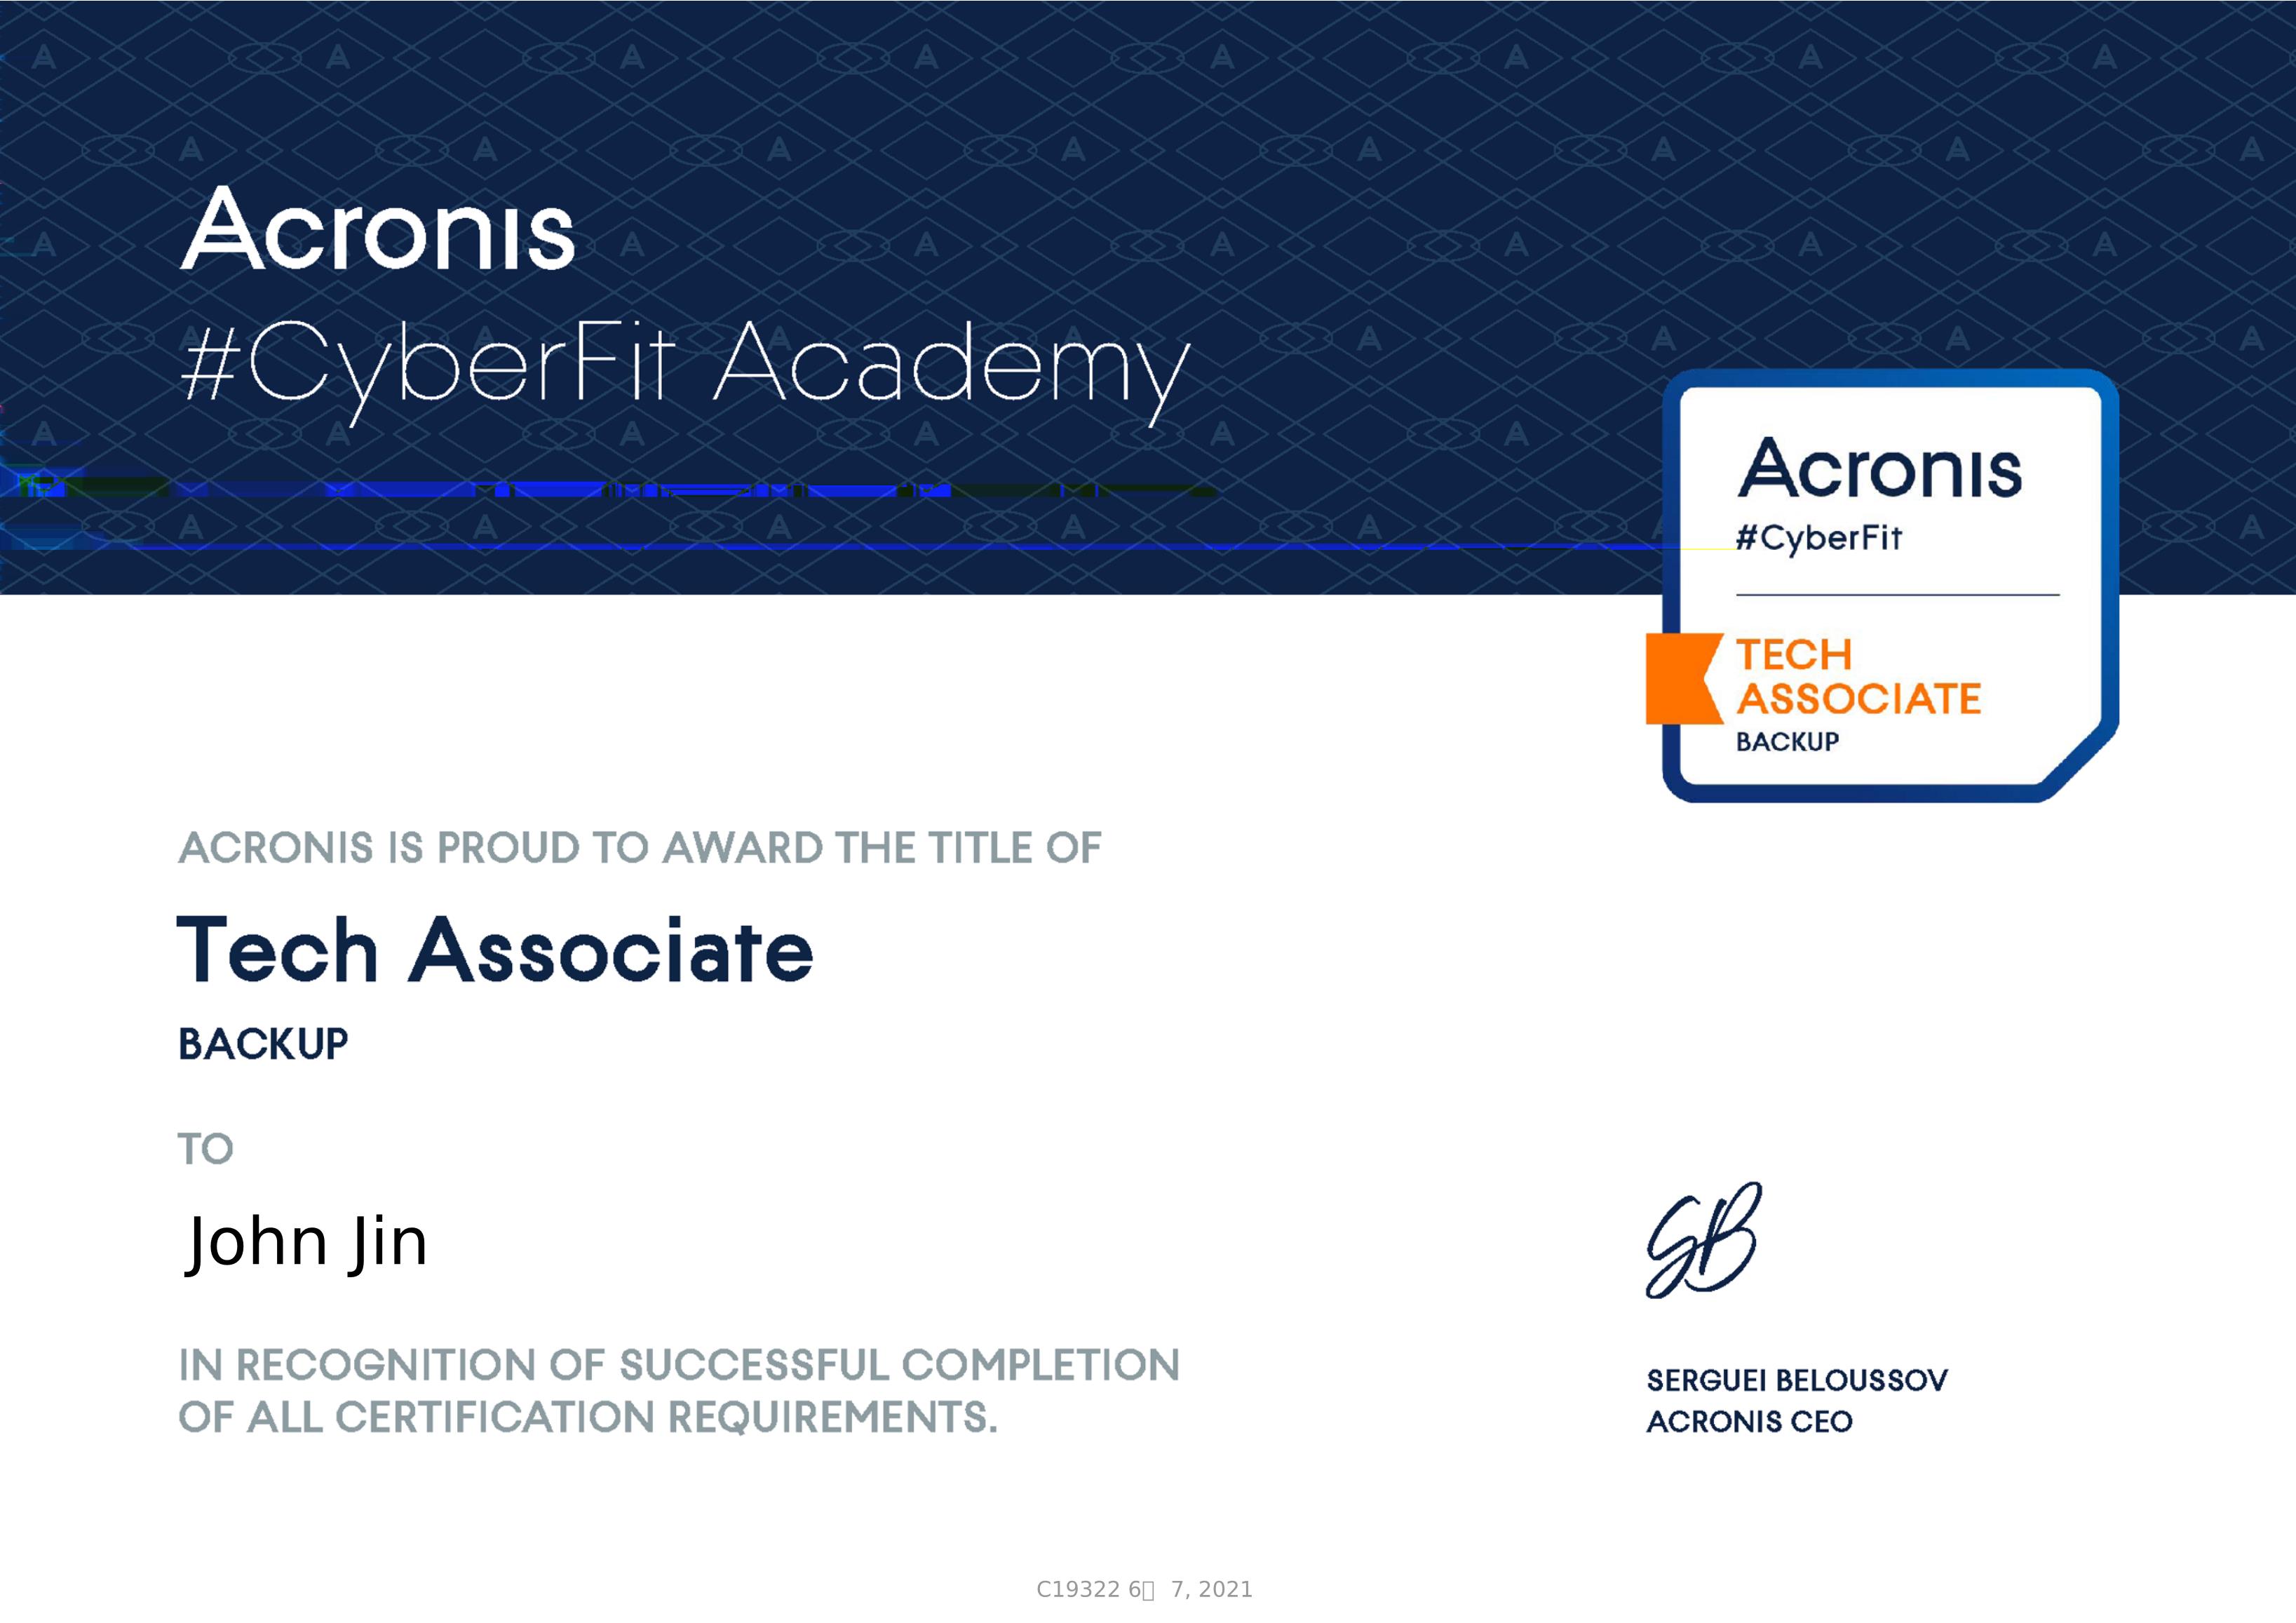 Acronis
#CyberFit Academy
Acronis
#CyberFit
TECH
ASSOCIATE
BACKUP
ACRONIS IS PROUD TO AWARD THE TITLE OF
Tech Associate
BACKUP
TO
John Jin
IN RECOGNITION OF SUCCESSFUL COMPLETION
OF ALL CERTIFICATION REQUIREMENTS.
SB
SERGUEI BELOUSSOV
ACRONIS CEO
C19322 6 7, 2021